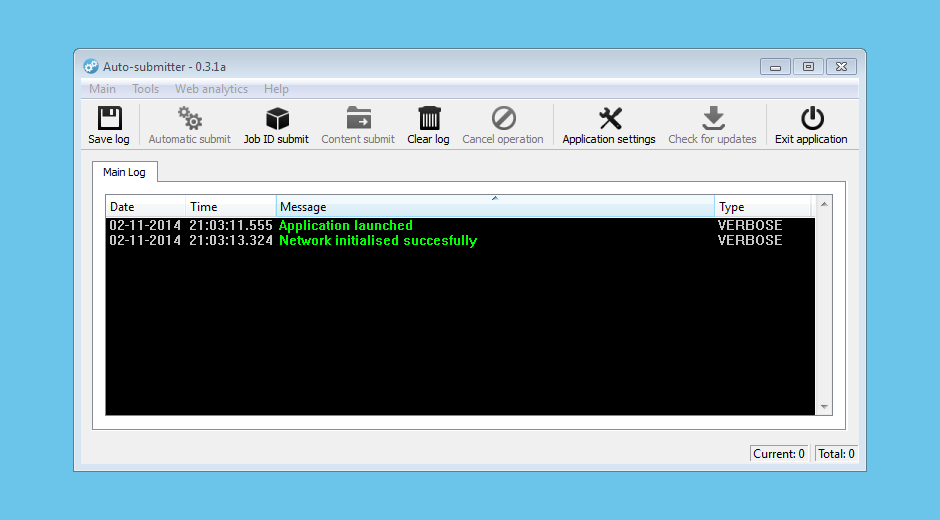 Auto-submitter - 0.3.1a
Main Tools Web analytics Help
Save log Automatic submit Job ID submit Content submit Clear log Cancel operation Application settings Check for updates Exit application
Main Log
Date Time Message Type
02-11-2014 21:03:11.555 Application launched VERBOSE
02-11-2014 21:03:13.324 Network initialised succesfully VERBOSE
Current: 0 Total: 0